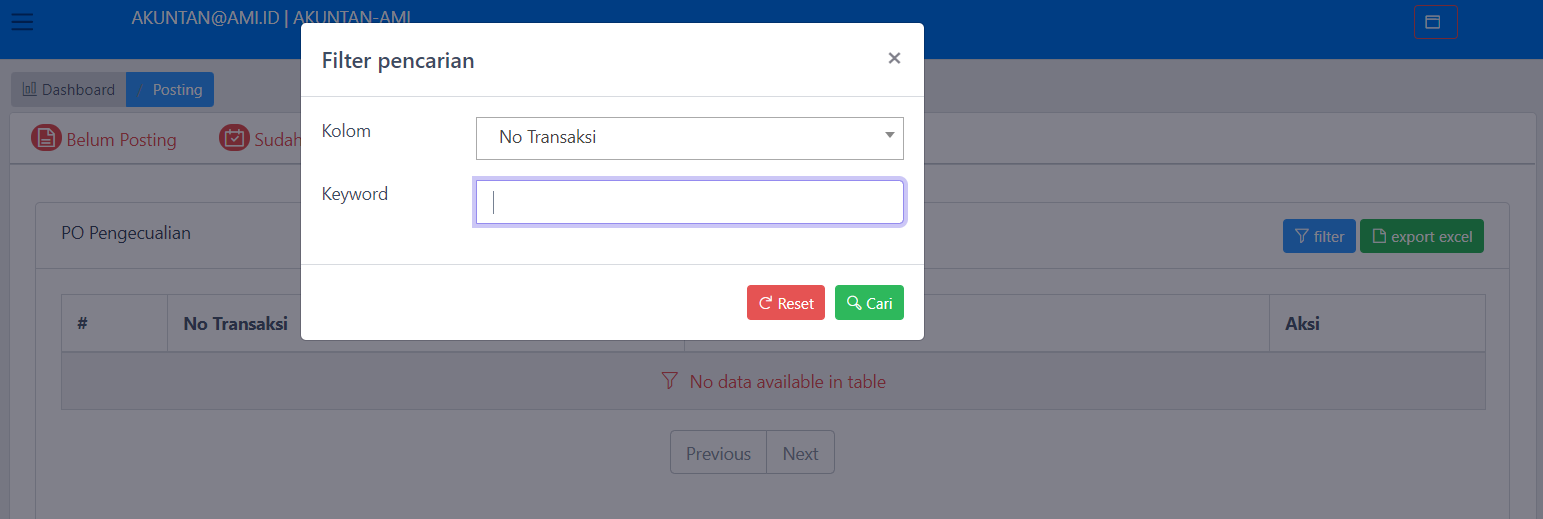 AKUNTAN@AMI.ID | AKUNTAN-AMI
Filter pencarian
Dashboard / Posting
Kolom
No Transaksi
Belum Posting
Sudah
Keyword
PO Pengecualian
filter
export excel
Reset
Cari
#
No Transaksi
Aksi
No data available in table
Previous
Next